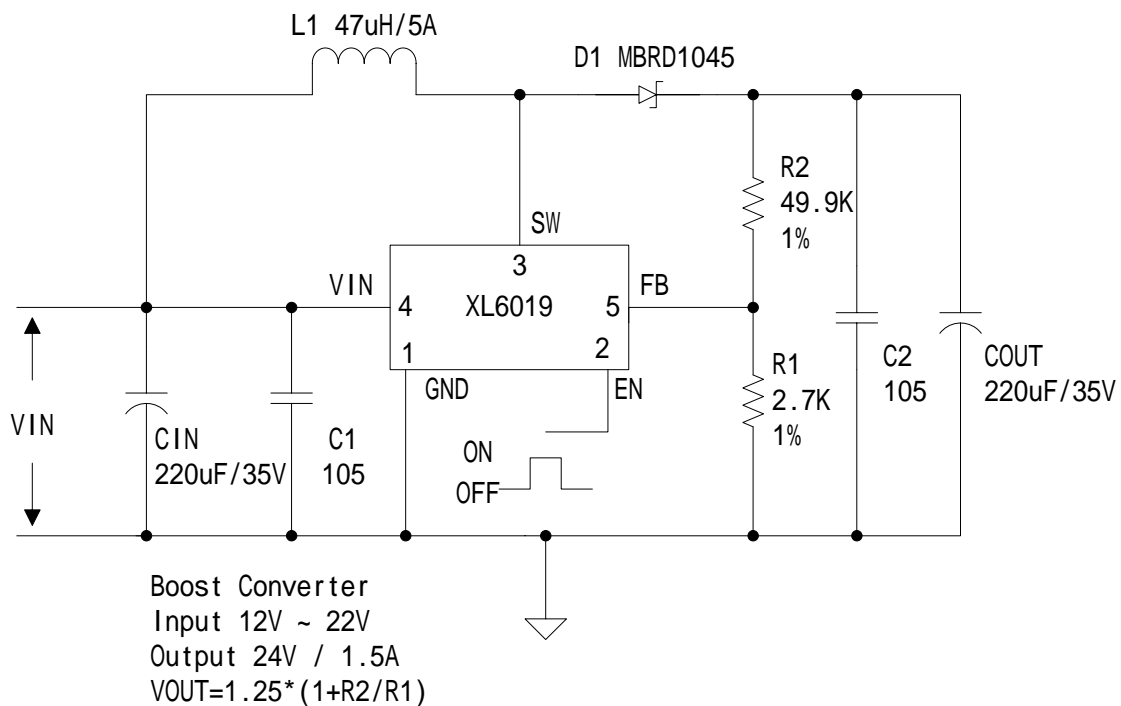 L1 47uH/5A
D1 MBRD1045
R2
49.9K
1%
SW
3
VIN
4
XL6019
5
FB
1
2
GND
EN
R1
2.7K
1%
C2
105
COUT
220uF/35V
VIN
CIN
220uF/35V
C1
105
ON
OFF
Boost Converter
Input 12V ~ 22V
Output 24V / 1.5A
VOUT=1.25*(1+R2/R1)